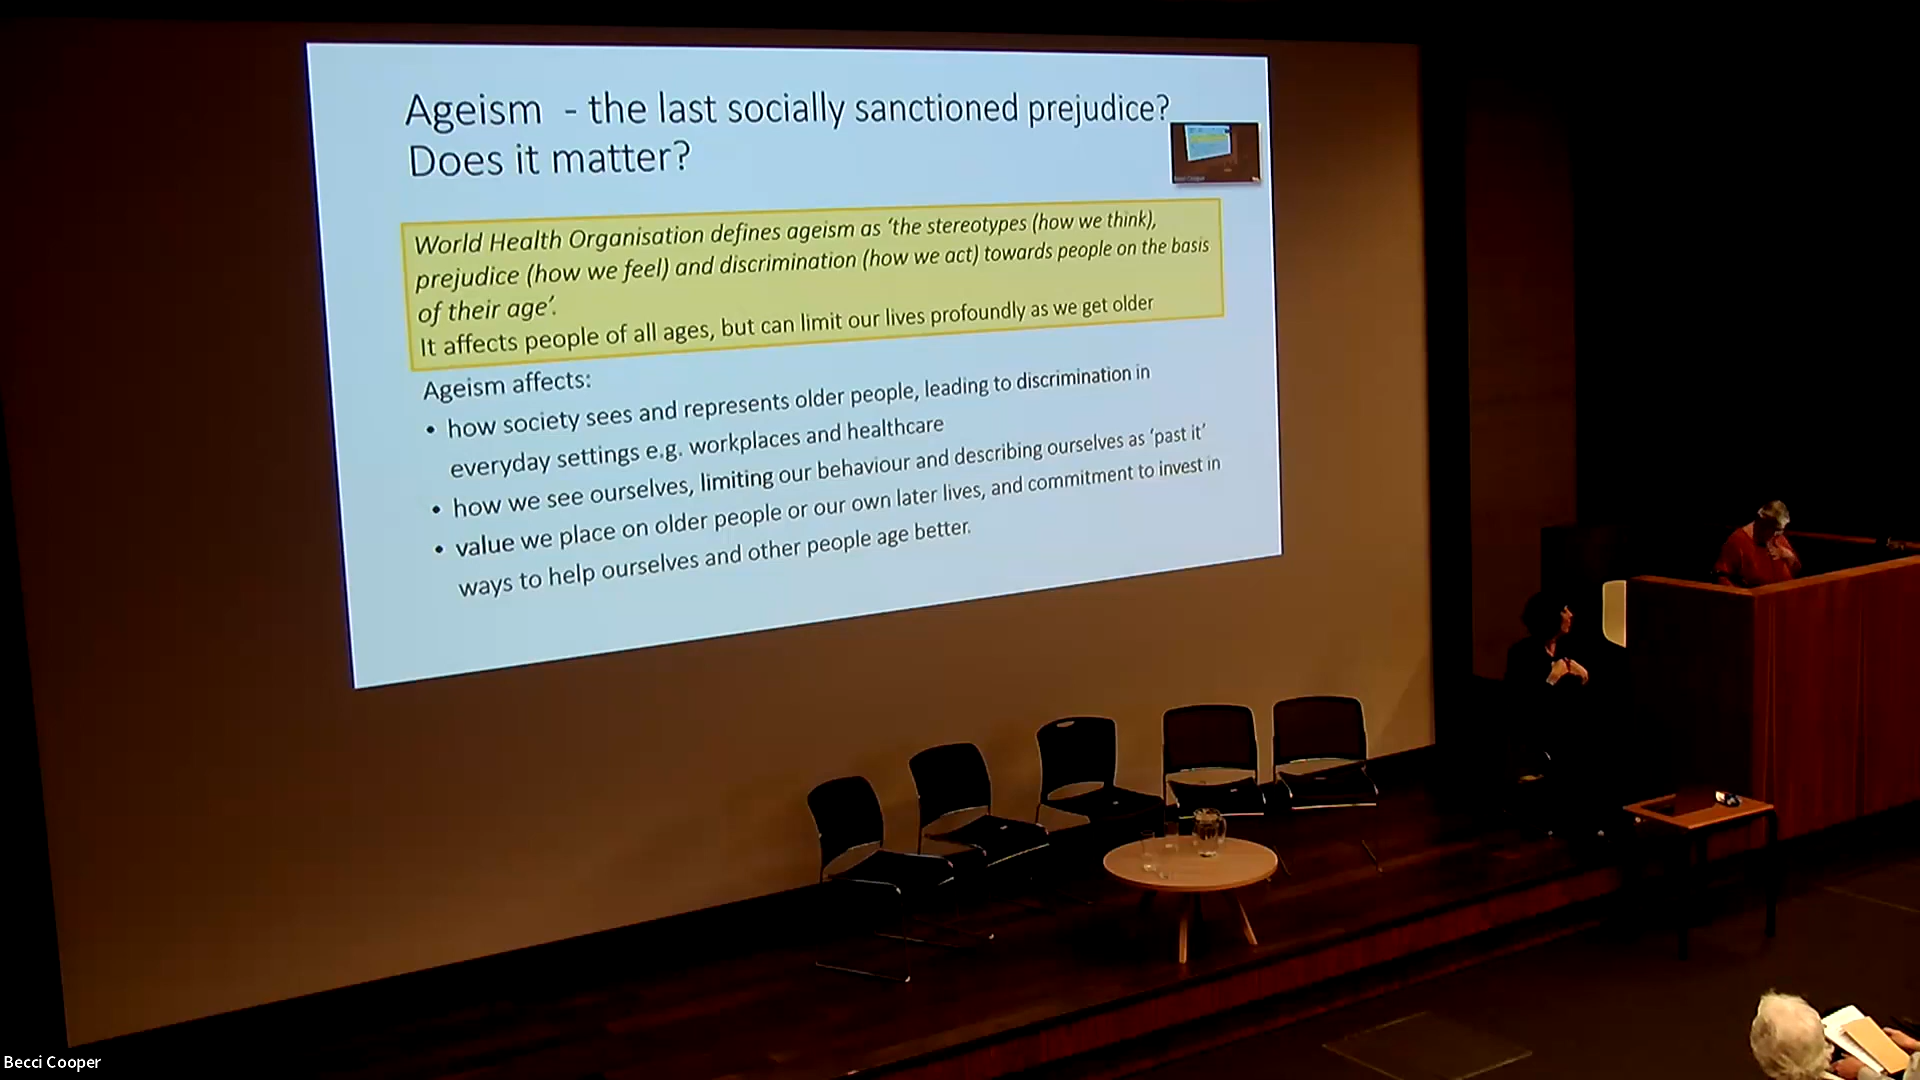 Ageism - the last socially sanctioned prejudice?
Does it matter?
World Health Organisation defines ageism as ‘the stereotypes (how we think),
prejudice (how we feel) and discrimination (how we act) towards people on the basis
of their age’.
It affects people of all ages, but can limit our lives profoundly as we get older
Ageism affects:
• how society sees and represents older people, leading to discrimination in
everyday settings e.g. workplaces and healthcare
• how we see ourselves, limiting our behaviour and describing ourselves as ‘past it’
• value we place on older people or our own later lives, and commitment to invest in
ways to help ourselves and other people age better.
Becci Cooper